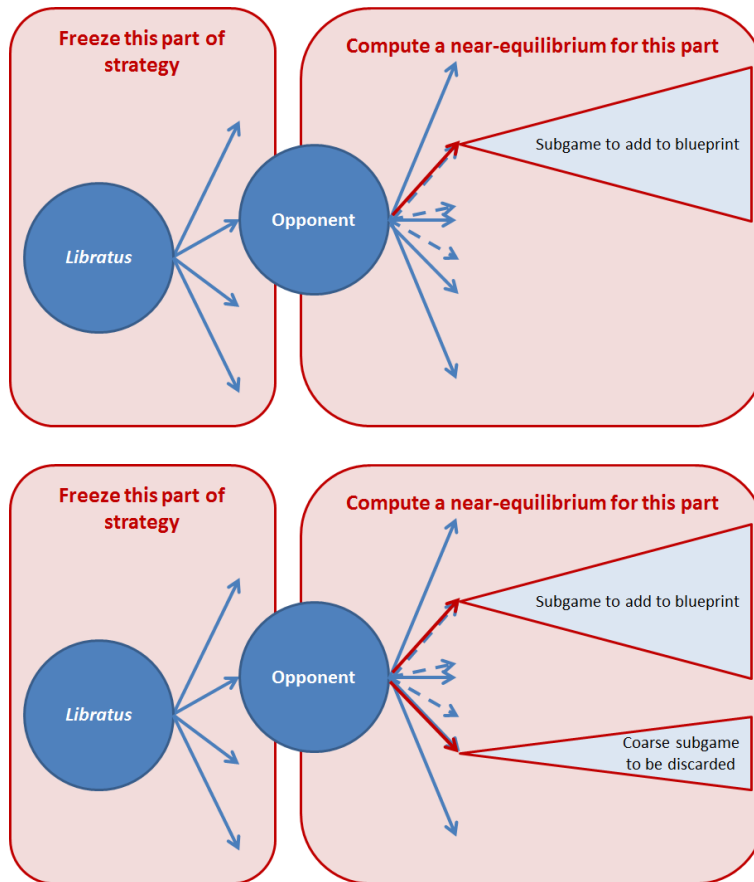 Freeze this part of
strategy
Compute a near-equilibrium for this part
Subgame to add to blueprint
Opponent
Libratus
Freeze this part of
strategy
Compute a near-equilibrium for this part
Subgame to add to blueprint
Opponent
Libratus
Coarse subgame
to be discarded